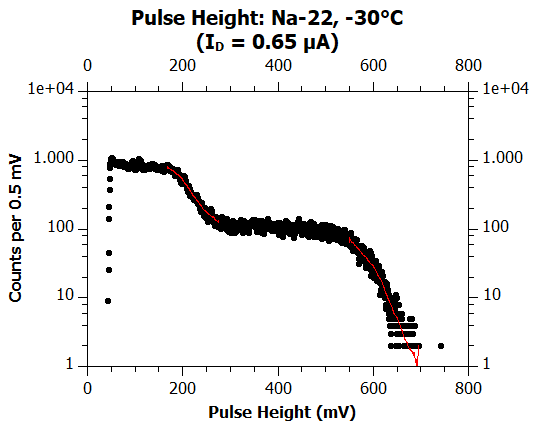 Pulse Height: Na-22, -30°C
(I_D = 0.65 µA)
0 200 400 600 800
1e+04 1e+04
1.000 1.000
100 100
10 10
1 1
0 200 400 600 800
Counts per 0.5 mV
Pulse Height (mV)